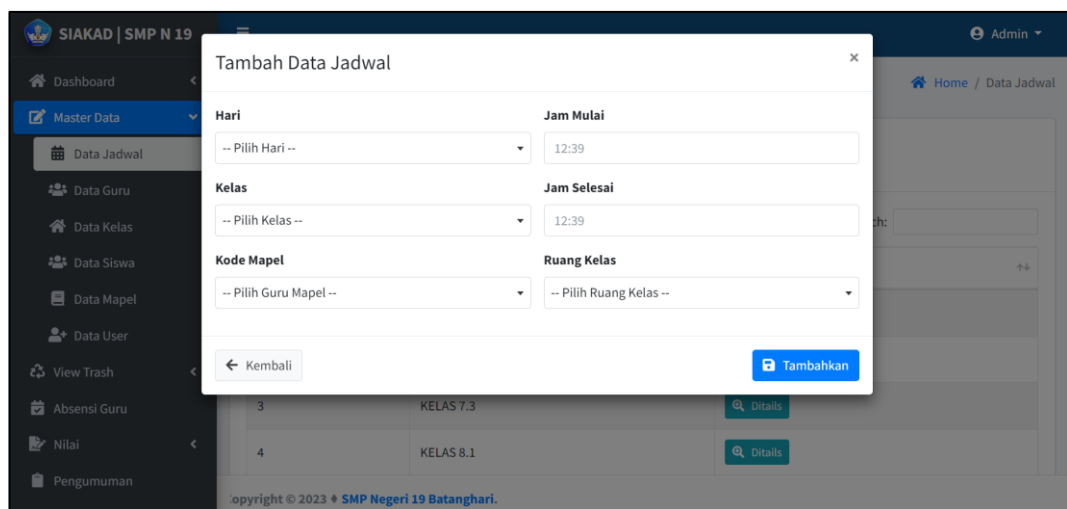 SIAKAD | SMP N 19
Admin
Dashboard
Home / Data Jadwal
Master Data
Data Jadwal
Data Guru
Data Kelas
Data Siswa
Data Mapel
Data User
View Trash
Absensi Guru
Nilai
Pengumuman
Tambah Data Jadwal
×
Hari
-- Pilih Hari --
Jam Mulai
12:39
Kelas
-- Pilih Kelas --
Jam Selesai
12:39
Kode Mapel
-- Pilih Guru Mapel --
Ruang Kelas
-- Pilih Ruang Kelas --
Kembali
Tambahkan
ch:
3 KELAS 7.3 Ditails
4 KELAS 8.1 Ditails
opyright © 2023 ♦ SMP Negeri 19 Batanghari.